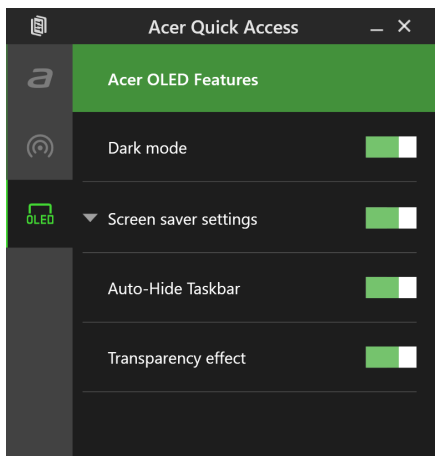 Acer Quick Access
Acer OLED Features
Dark mode
OLED
Screen saver settings
Auto-Hide Taskbar
Transparency effect